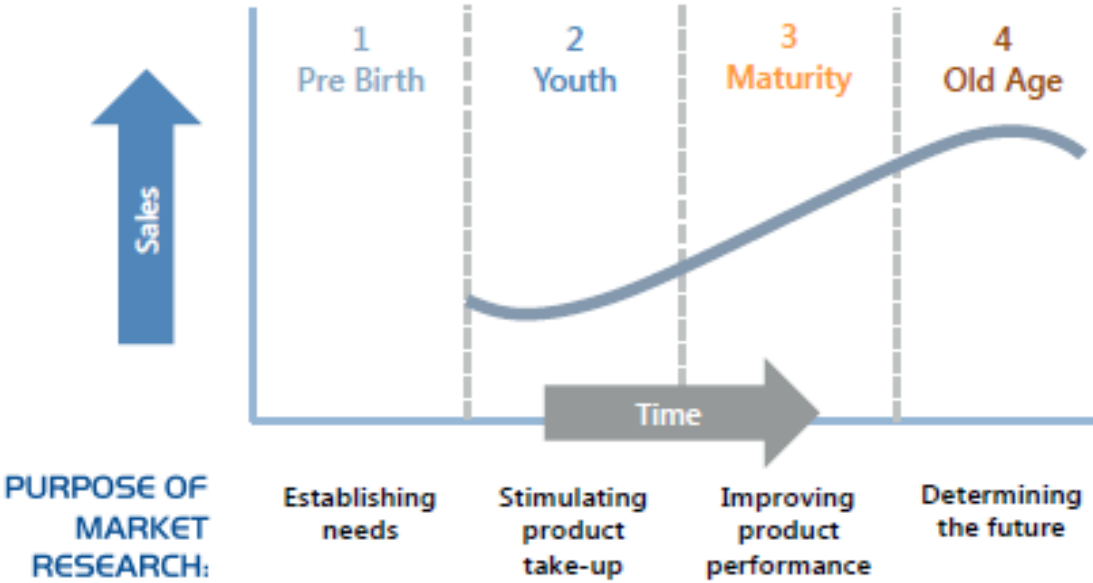 1
Pre Birth
2
Youth
3
Maturity
4
Old Age
Sales
Time
PURPOSE OF
MARKET
RESEARCH:
Establishing
needs
Stimulating
product
take-up
Improving
product
performance
Determining
the future